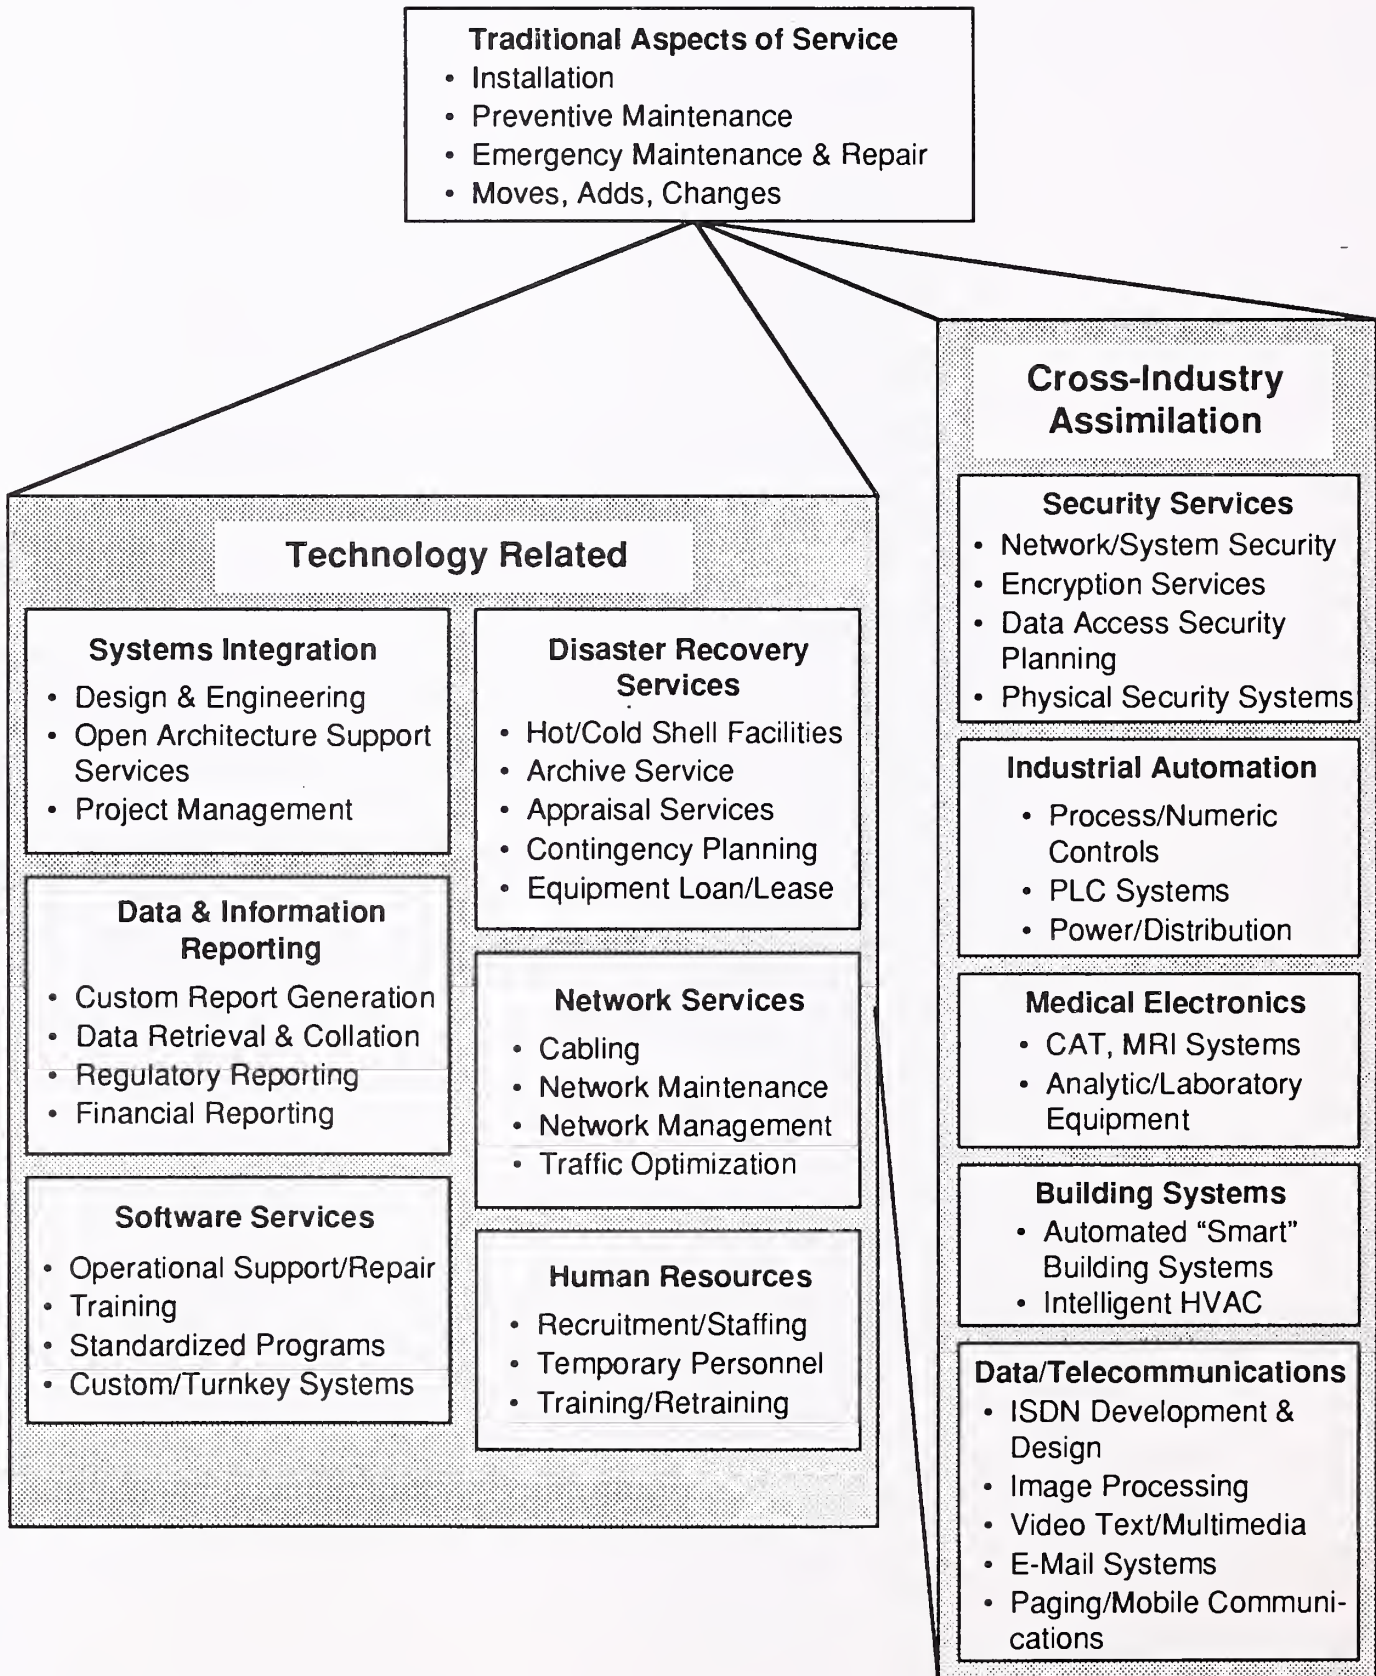 Traditional Aspects of Service
• Installation
• Preventive Maintenance
• Emergency Maintenance & Repair
• Moves, Adds, Changes
Technology Related
Systems Integration
• Design & Engineering
• Open Architecture Support
Services
• Project Management
Data & Information
Reporting
• Custom Report Generation
• Data Retrieval & Collation
• Regulatory Reporting
• Financial Reporting
Software Services
• Operational Support/Repair
• Training
• Standardized Programs
• Custom/Turnkey Systems
Disaster Recovery
Services
• Hot/Cold Shell Facilities
• Archive Service
• Appraisal Services
• Contingency Planning
• Equipment Loan/Lease
Network Services
• Cabling
• Network Maintenance
• Network Management
• Traffic Optimization
Human Resources
• Recruitment/Staffing
• Temporary Personnel
• Training/Retraining
Cross-Industry
Assimilation
Security Services
• Network/System Security
• Encryption Services
• Data Access Security
Planning
• Physical Security Systems
Industrial Automation
• Process/Numeric
Controls
• PLC Systems
• Power/Distribution
Medical Electronics
• CAT, MRI Systems
• Analytic/Laboratory
Equipment
Building Systems
• Automated “Smart”
Building Systems
• Intelligent HVAC
Data/Telecommunications
• ISDN Development &
Design
• Image Processing
• Video Text/Multimedia
• E-Mail Systems
• Paging/Mobile Communi-
cations